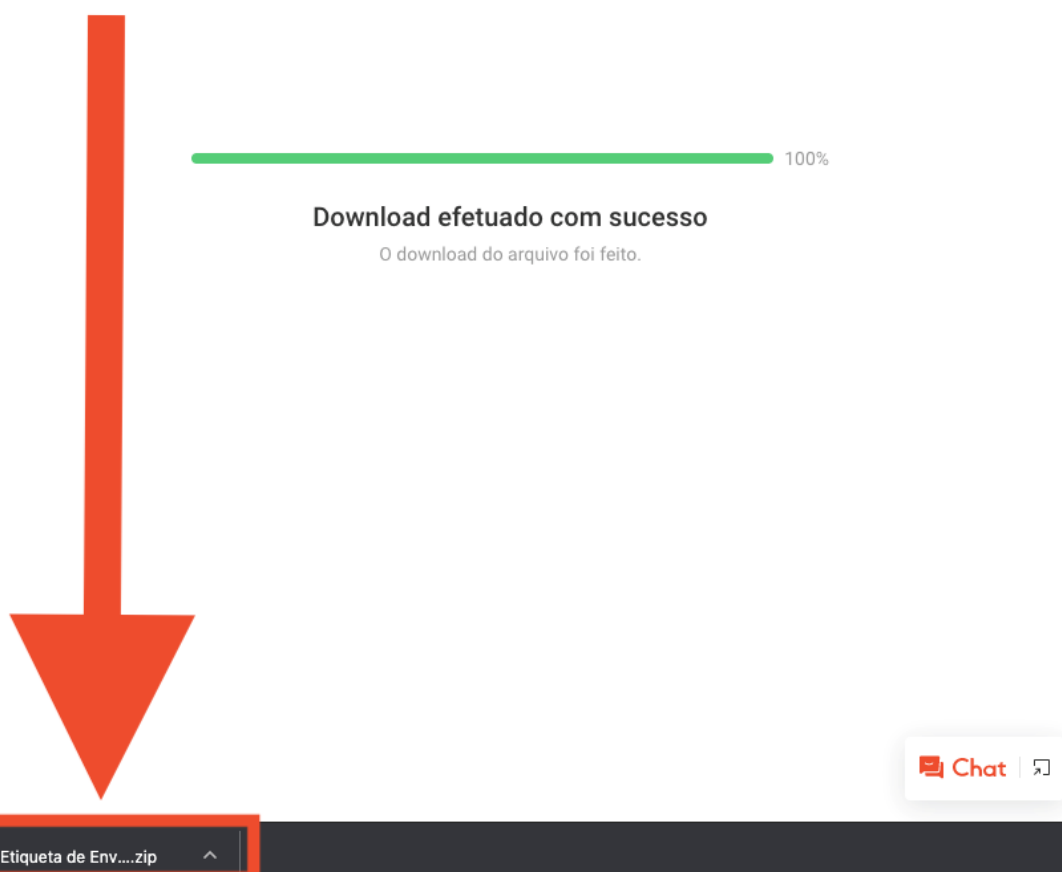 100%
Download efetuado com sucesso
O download do arquivo foi feito.
Chat
Etiqueta de Env....zip